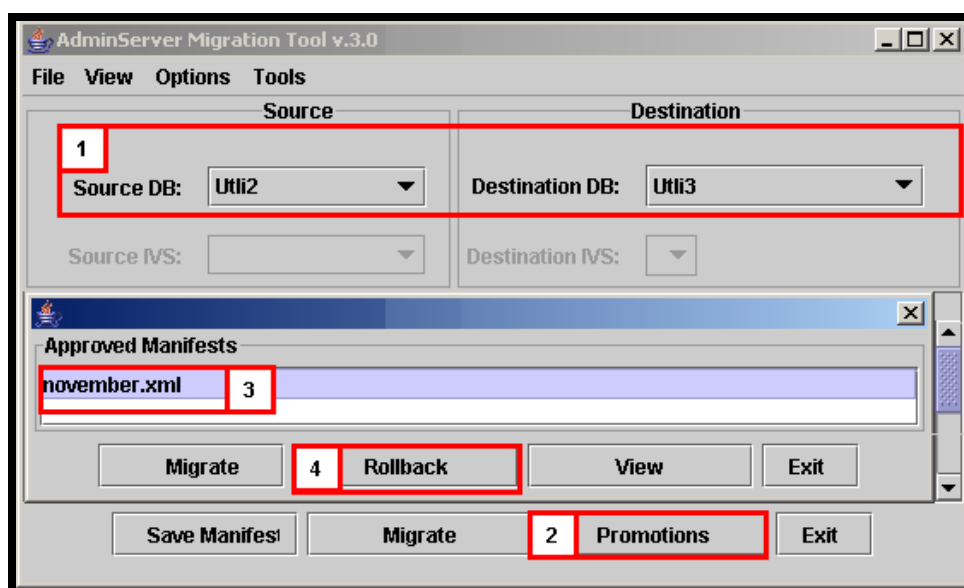 AdminServer Migration Tool v.3.0
File View Options Tools
Source Destination
1
Source DB: Utli2 Destination DB: Utli3
Source IVS: Destination IVS:
Approved Manifests
november.xml 3
Migrate 4 Rollback View Exit
Save Manifest Migrate 2 Promotions Exit